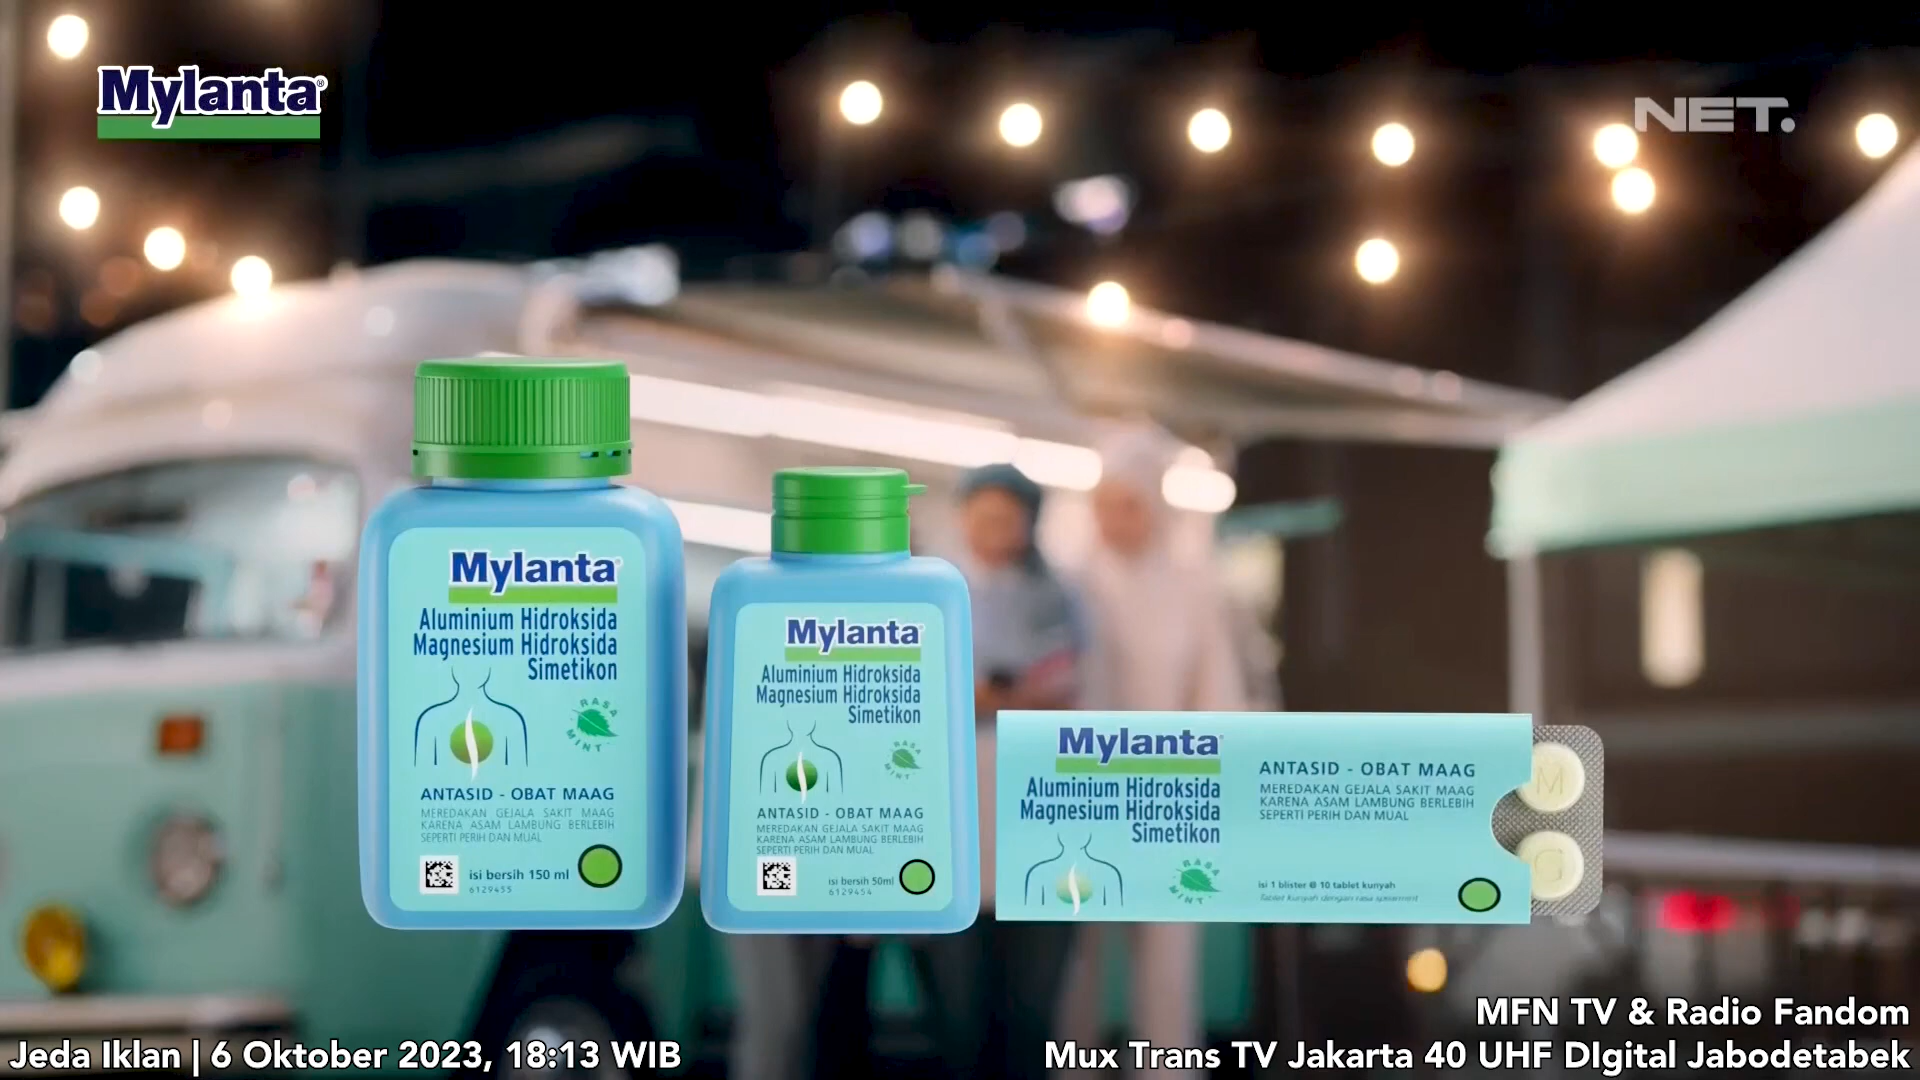 Mylanta
NET.
Mylanta
Aluminium Hidroksida
Magnesium Hidroksida
Simetikon
RASA
MINT
ANTASID - OBAT MAAG
MEREDAKAN GEJALA SAKIT MAAG
KARENA ASAM LAMBUNG BERLEBIH
SEPERTI PERIH DAN MUAL
isi bersih 150 ml
6129455
Mylanta
Aluminium Hidroksida
Magnesium Hidroksida
Simetikon
RASA
MINT
ANTASID - OBAT MAAG
MEREDAKAN GEJALA SAKIT MAAG
KARENA ASAM LAMBUNG BERLEBIH
SEPERTI PERIH DAN MUAL
isi bersih 50ml
6129454
Mylanta
Aluminium Hidroksida
Magnesium Hidroksida
Simetikon
RASA
MINT
ANTASID - OBAT MAAG
MEREDAKAN GEJALA SAKIT MAAG
KARENA ASAM LAMBUNG BERLEBIH
SEPERTI PERIH DAN MUAL
isi 1 blister @ 10 tablet kunyah
Tablet kunyah dengan rasa spearmint
M
MFN TV & Radio Fandom
Jeda Iklan | 6 Oktober 2023, 18:13 WIB
Mux Trans TV Jakarta 40 UHF DIgital Jabodetabek